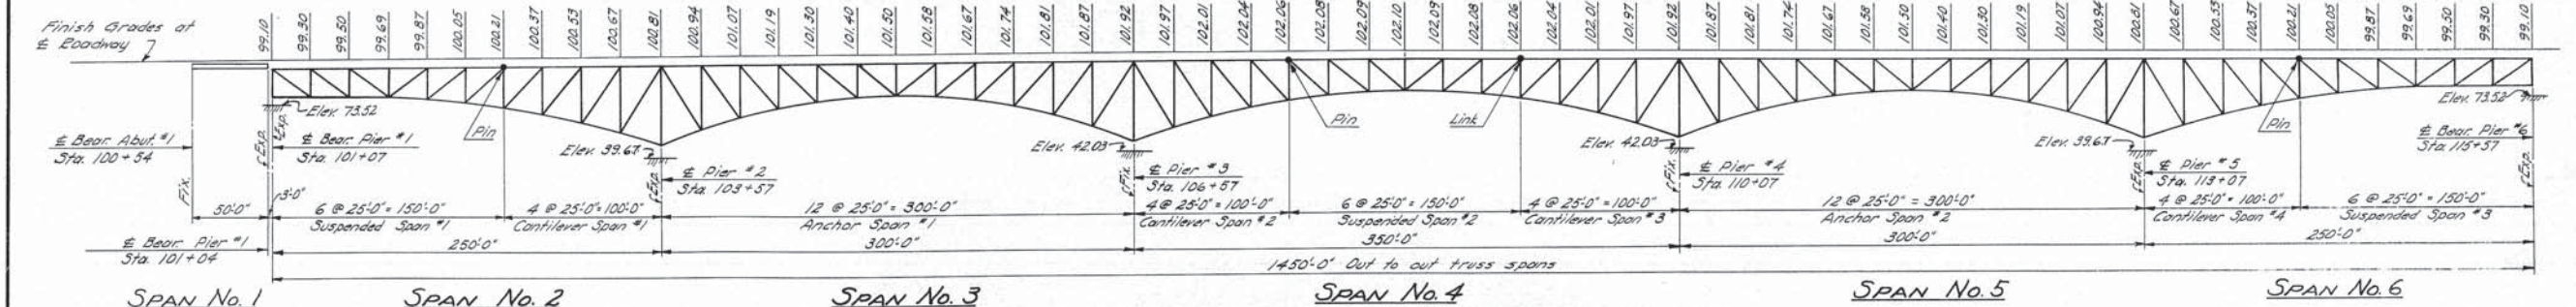 Finish Grades at
℄ Roadway
99.10 99.30 99.50 99.69 99.87 100.05 100.21 100.37 100.53 100.67 100.81 100.94 101.07 101.19 101.30 101.40 101.50 101.58 101.67 101.74 101.81 101.87 101.92 101.97 102.01 102.04 102.06 102.08 102.09 102.10 102.09 102.08 102.06 102.04 102.01 101.97 101.92 101.87 101.81 101.74 101.67 101.58 101.50 101.40 101.30 101.19 101.07 100.94 100.81 100.67 100.53 100.37 100.21 100.05 99.87 99.69 99.50 99.30 99.10
Elev. 73.52
Pin
Elev. 39.67
Elev. 42.03
Pin
Link
Elev. 42.03
Elev. 39.67
Pin
Elev. 73.52
℄ Bear. Abut. #1
Sta. 100+54
Fix.
Exp.
Exp.
℄ Bear. Pier #1
Sta. 101+07
Exp.
℄ Pier #2
Sta. 103+57
Fix.
℄ Pier #3
Sta. 106+57
Fix.
℄ Pier #4
Sta. 110+07
Exp.
℄ Pier #5
Sta. 113+07
℄ Bear. Pier #6
Sta. 115+57
Exp.
50'-0"
3'-0"
6 @ 25'-0" = 150'-0"
Suspended Span #1
4 @ 25'-0" = 100'-0"
Cantilever Span #1
12 @ 25'-0" = 300'-0"
Anchor Span #1
4 @ 25'-0" = 100'-0"
Cantilever Span #2
6 @ 25'-0" = 150'-0"
Suspended Span #2
4 @ 25'-0" = 100'-0"
Cantilever Span #3
12 @ 25'-0" = 300'-0"
Anchor Span #2
4 @ 25'-0" = 100'-0"
Cantilever Span #4
6 @ 25'-0" = 150'-0"
Suspended Span #3
℄ Bear. Pier #1
Sta. 101+04
250'-0"
300'-0"
350'-0"
300'-0"
250'-0"
1450'-0" Out to out truss spans
SPAN No. 1
SPAN No. 2
SPAN No. 3
SPAN No. 4
SPAN No. 5
SPAN No. 6